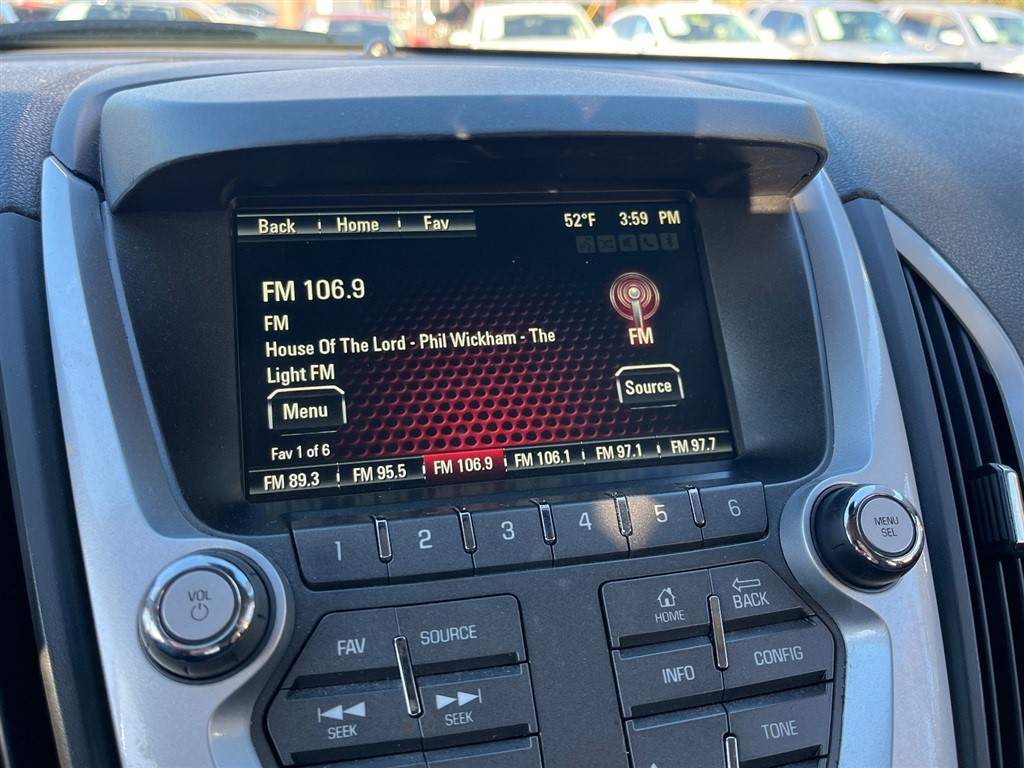 Back Home Fav 52°F 3:59 PM
FM 106.9
FM
House Of The Lord - Phil Wickham - The
Light FM
FM
Menu
Source
Fav 1 of 6
FM 89.3 FM 95.5 FM 106.9 FM 106.1 FM 97.1 FM 97.7
1 2 3 4 5 6
VOL
MENU
SEL
FAV SOURCE
HOME BACK
INFO CONFIG
SEEK SEEK
TONE